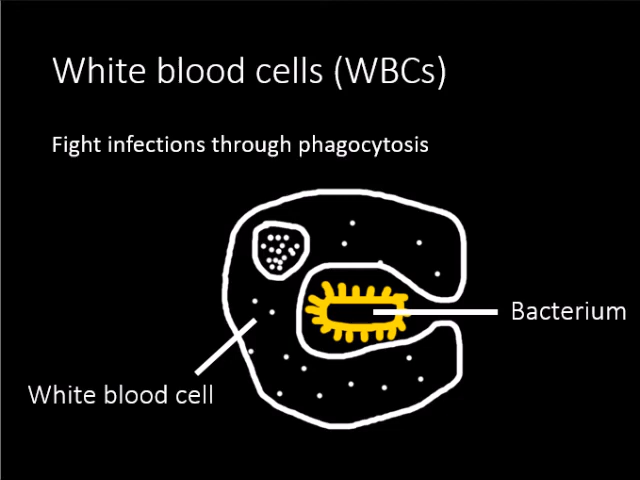 White blood cells (WBCs)
Fight infections through phagocytosis
Bacterium
White blood cell